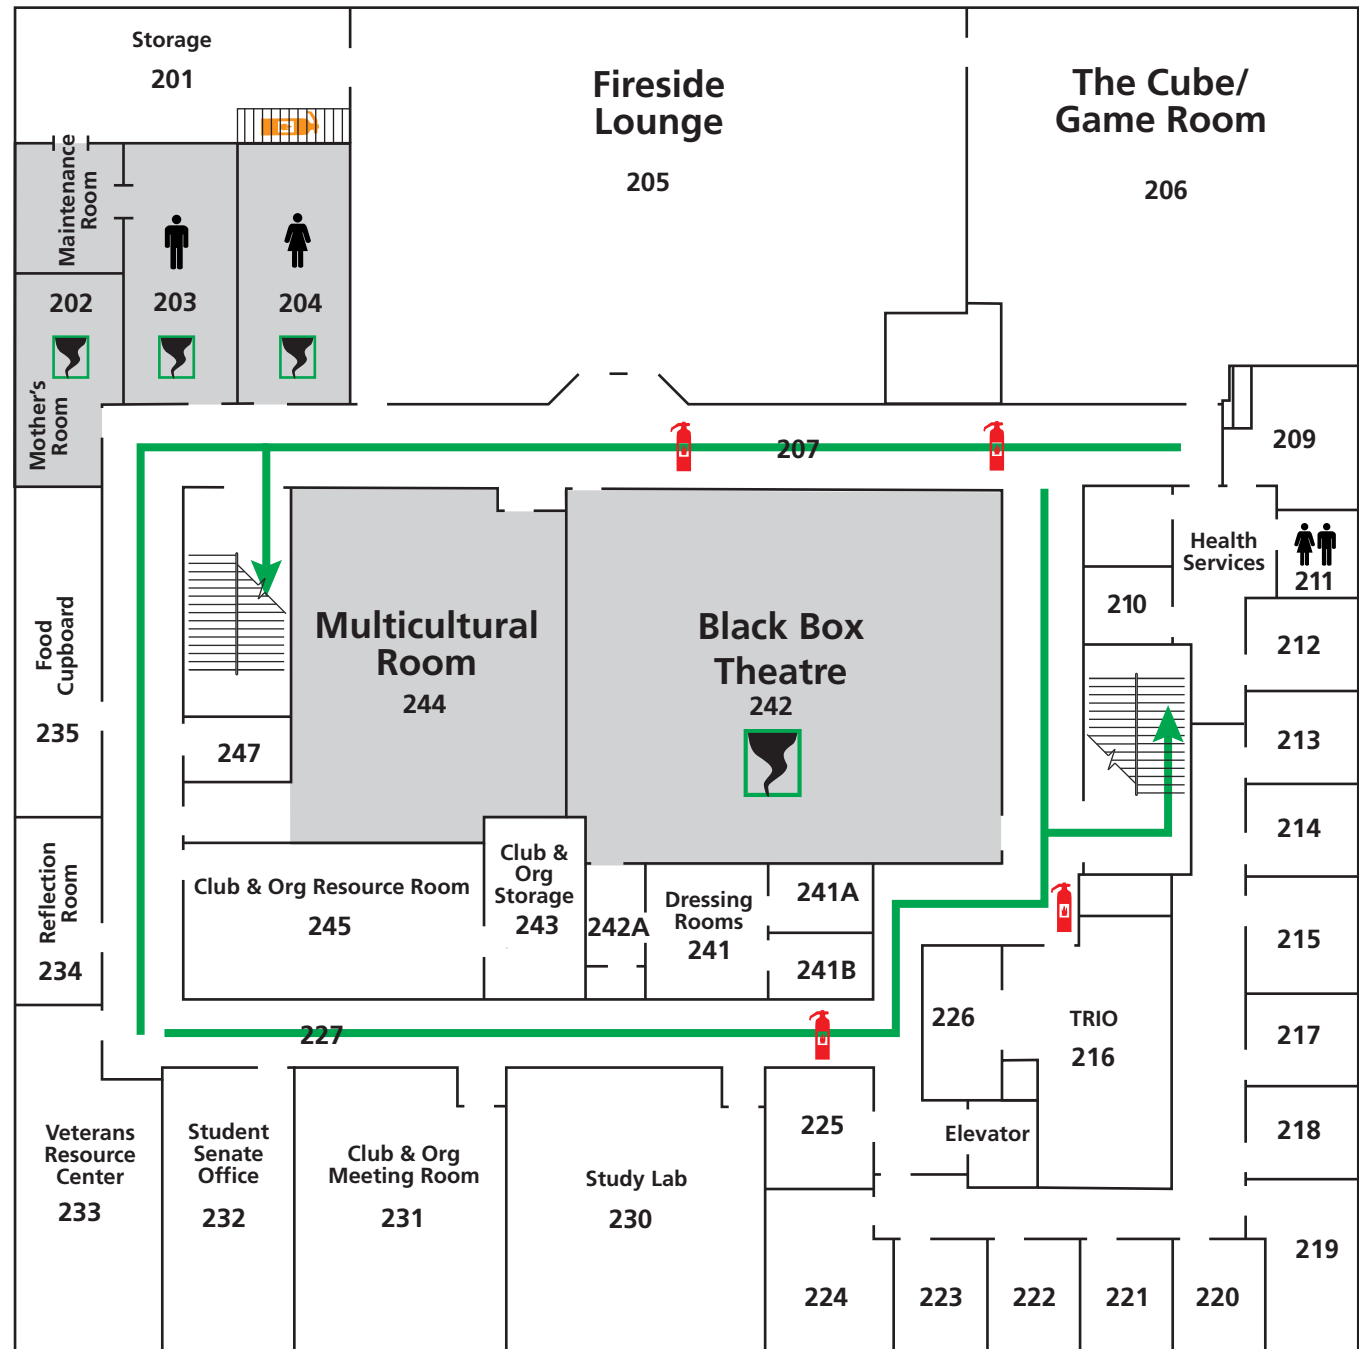 Storage
201
Fireside
Lounge
205
The Cube/
Game Room
206
Maintenance
Room
202
203
204
Mother's
Room
207
209
Health
Services
210
211
212
213
214
215
217
218
219
220
221
222
223
224
225
226
TRIO
216
Elevator
Multicultural
Room
244
Black Box
Theatre
242
247
Food
Cupboard
235
Reflection
Room
234
Club & Org Resource Room
245
Club &
Org
Storage
243
242A
Dressing
Rooms
241
241A
241B
227
Veterans
Resource
Center
233
Student
Senate
Office
232
Club & Org
Meeting Room
231
Study Lab
230